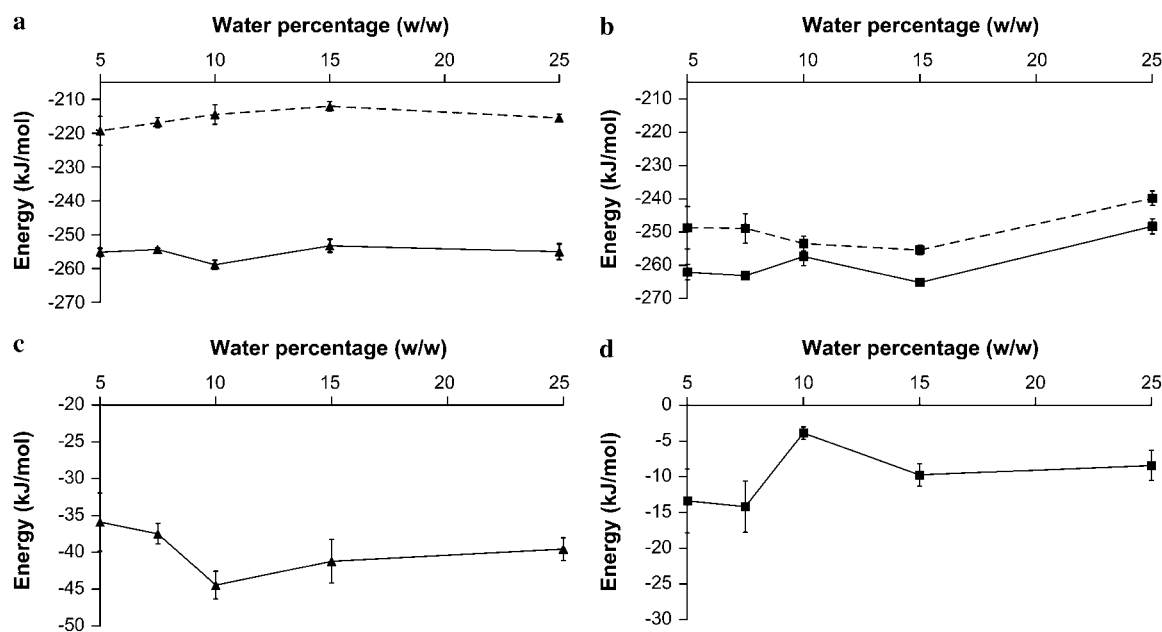 a
Water percentage (w/w)
5 10 15 20 25
Energy (kJ/mol)
-210
-220
-230
-240
-250
-260
-270
b
Water percentage (w/w)
5 10 15 20 25
Energy (kJ/mol)
-210
-220
-230
-240
-250
-260
-270
c
Water percentage (w/w)
5 10 15 20 25
Energy (kJ/mol)
-20
-25
-30
-35
-40
-45
-50
d
Water percentage (w/w)
5 10 15 20 25
Energy (kJ/mol)
0
-5
-10
-15
-20
-25
-30